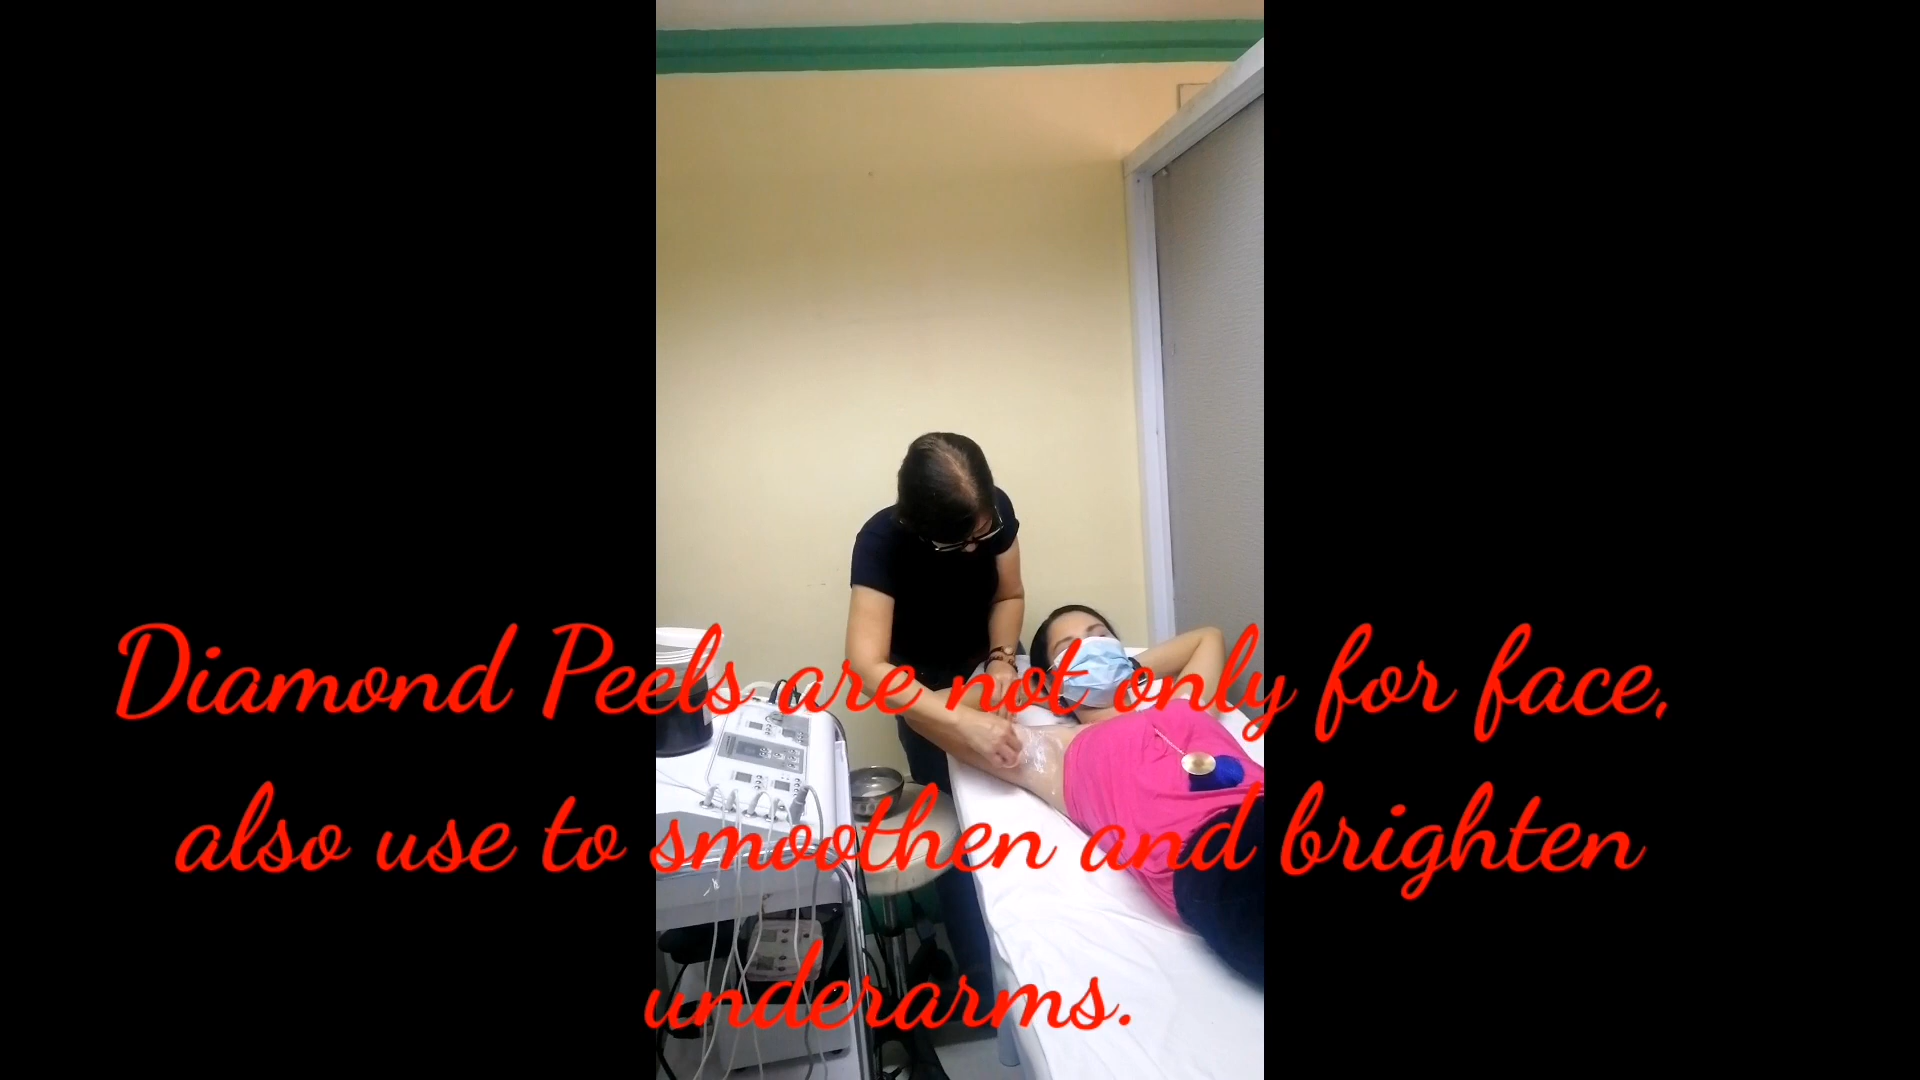 Diamond Peels are not only for face,
also use to smoothen and brighten
underarms.